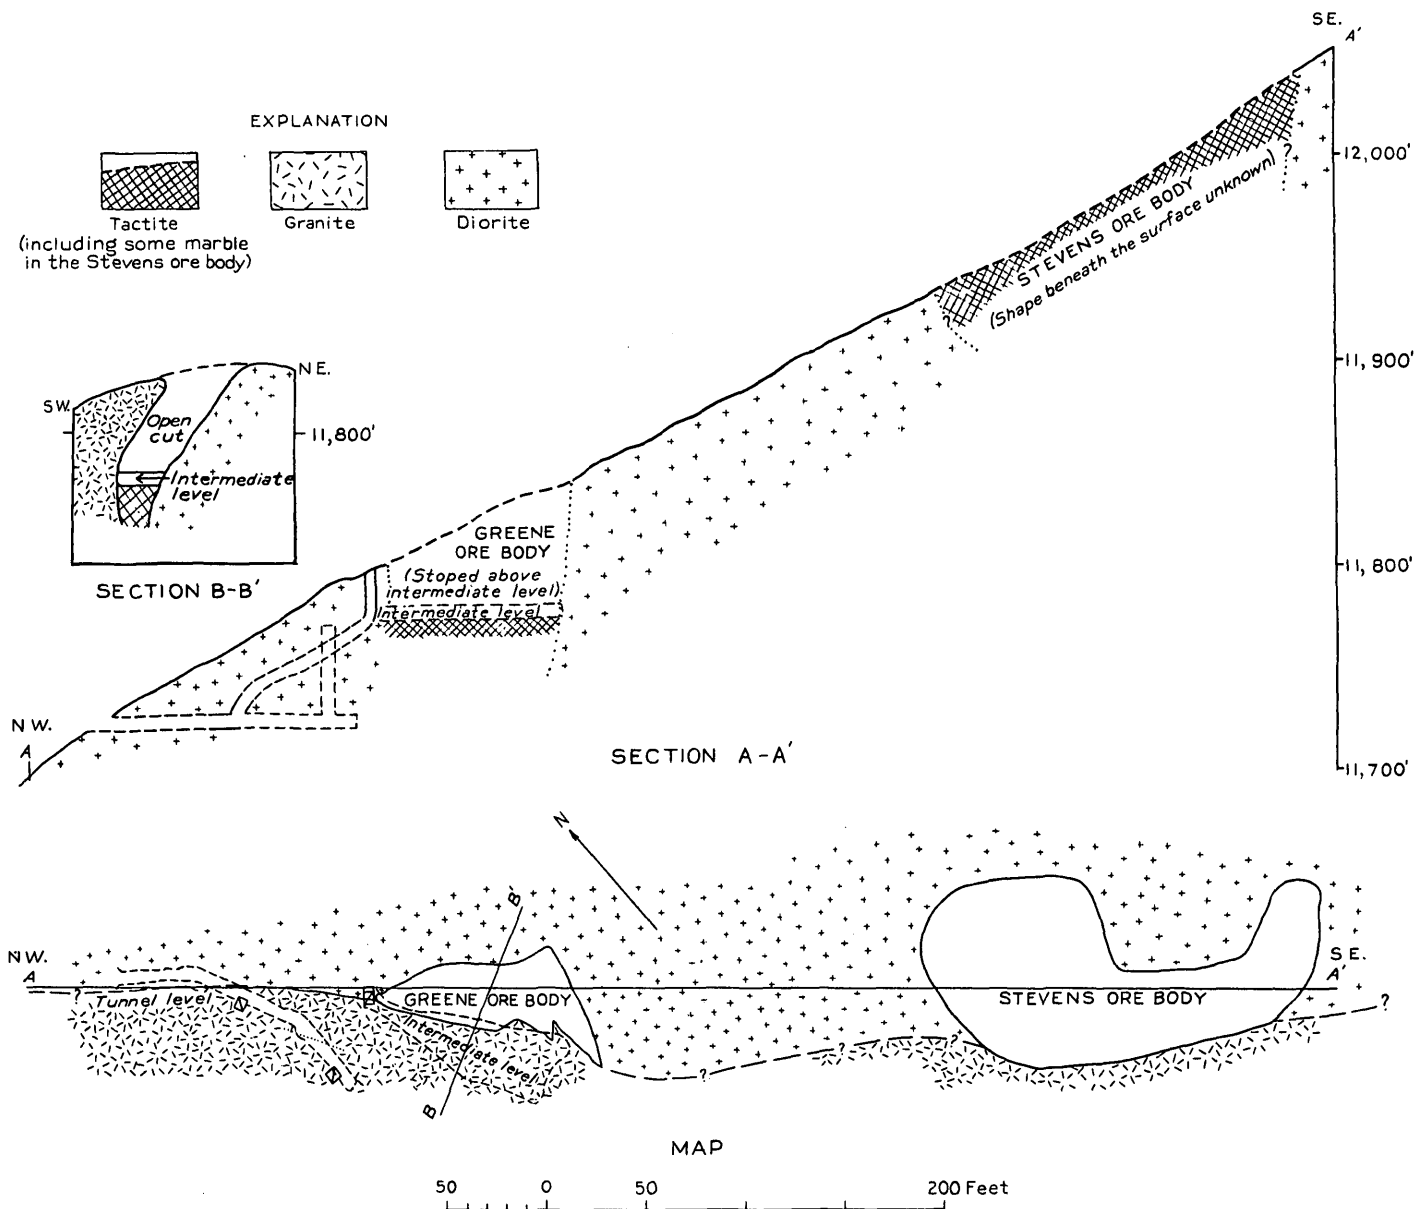 SE.
A′
EXPLANATION
Tactite
(including some marble
in the Stevens ore body)
Granite
Diorite
12,000'
?
STEVENS ORE BODY
(Shape beneath the surface unknown)
?
11,900'
NE.
SW.
Open
cut
11,800'
Intermediate
level
SECTION B-B′
GREENE
ORE BODY
(Stoped above
intermediate level)
Intermediate level
11,800'
NW.
A
SECTION A-A′
11,700'
N
B′
NW.
A
SE.
A′
Tunnel level
GREENE ORE BODY
STEVENS ORE BODY
Intermediate level
?
?
?
?
?
B
MAP
50 0 50 200 Feet